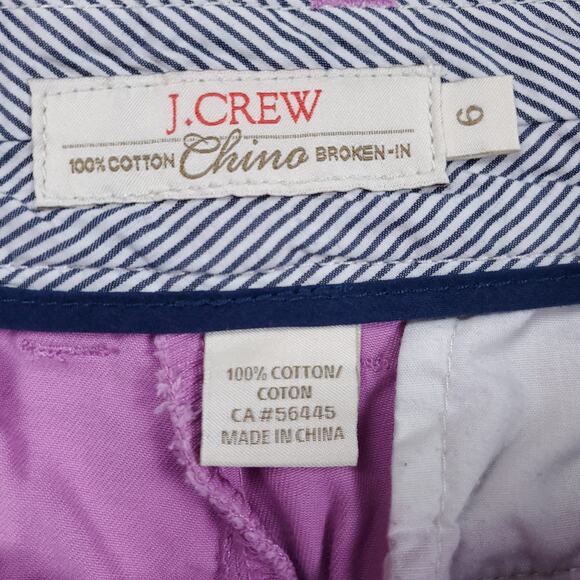 J.CREW
100% COTTON Chino BROKEN-IN
6
100% COTTON/
COTON
CA #56445
MADE IN CHINA